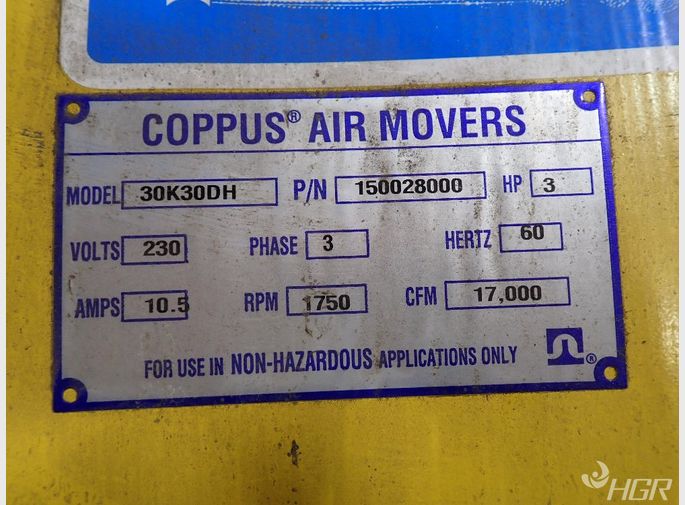 COPPUS® AIR MOVERS
MODEL 30K30DH P/N 150028000 HP 3
VOLTS 230 PHASE 3 HERTZ 60
AMPS 10.5 RPM 1750 CFM 17,000
FOR USE IN NON-HAZARDOUS APPLICATIONS ONLY ®
HGR